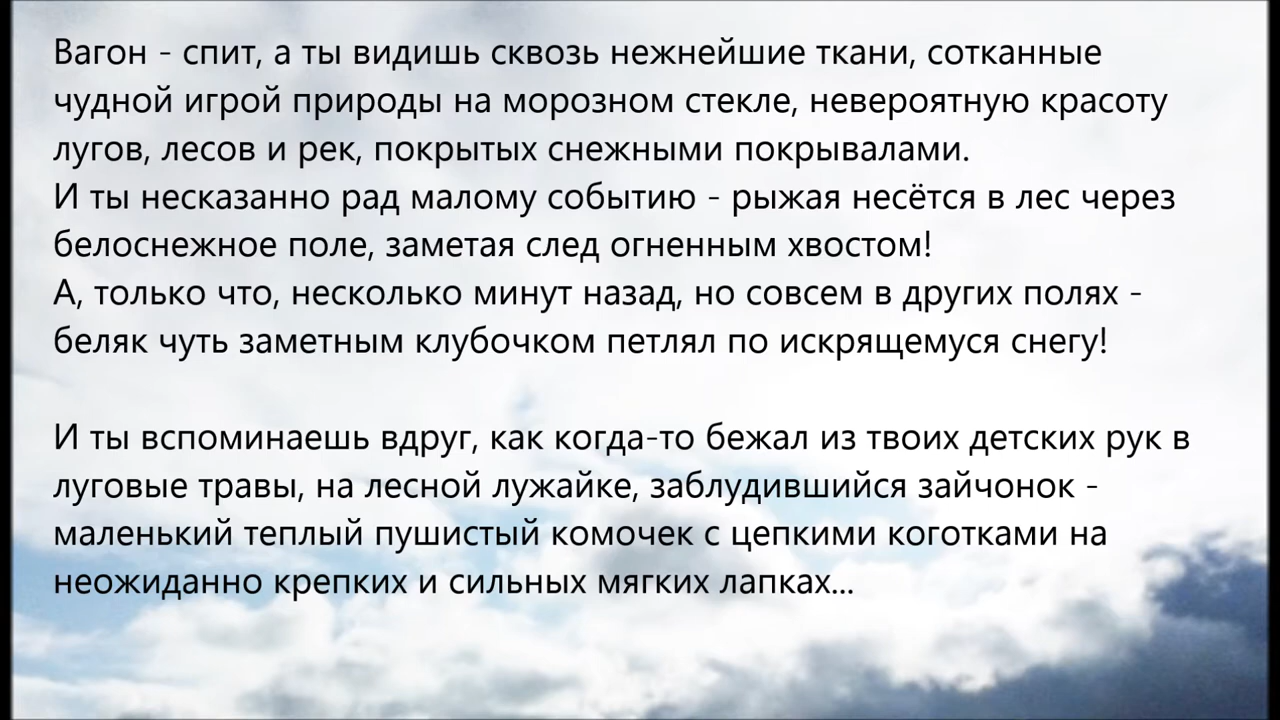 Вагон - спит, а ты видишь сквозь нежнейшие ткани, сотканные
чудной игрой природы на морозном стекле, невероятную красоту
лугов, лесов и рек, покрытых снежными покрывалами.
И ты несказанно рад малому событию - рыжая несётся в лес через
белоснежное поле, заметая след огненным хвостом!
А, только что, несколько минут назад, но совсем в других полях -
беляк чуть заметным клубочком петлял по искрящемуся снегу!
И ты вспоминаешь вдруг, как когда-то бежал из твоих детских рук в
луговые травы, на лесной лужайке, заблудившийся зайчонок -
маленький теплый пушистый комочек с цепкими коготками на
неожиданно крепких и сильных мягких лапках...